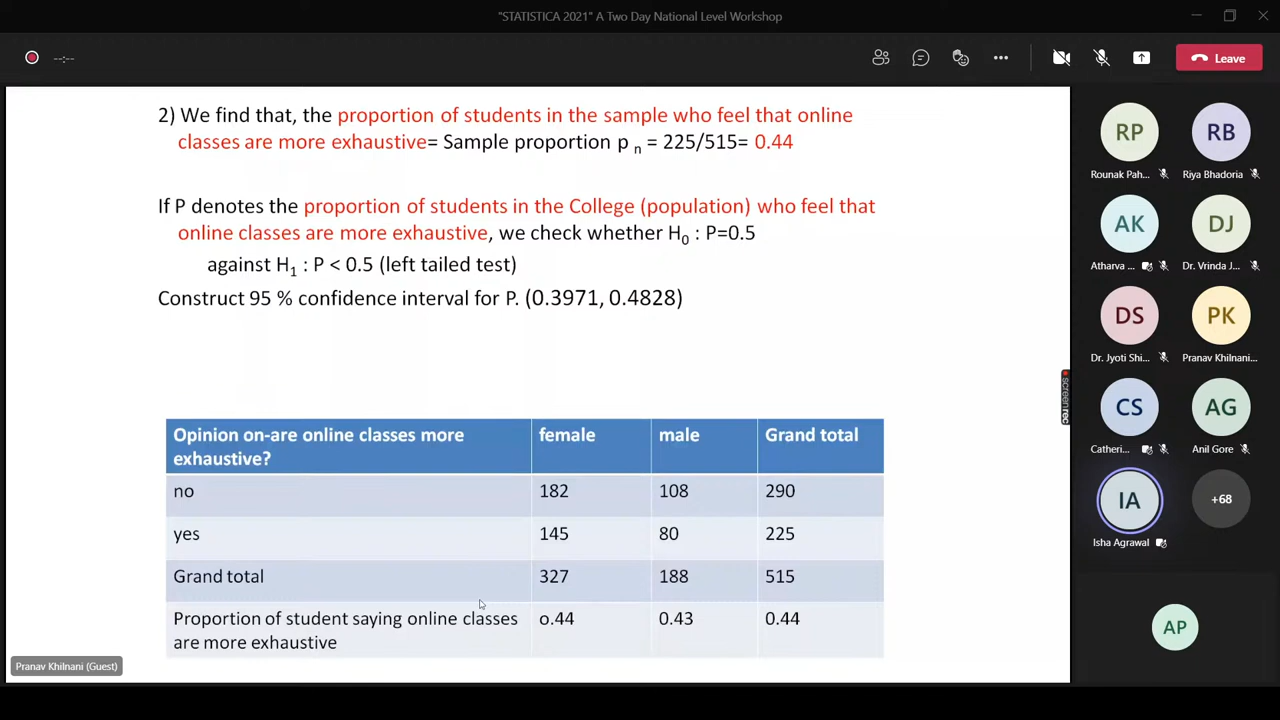 "STATISTICA 2021" A Two Day National Level Workshop
--:--
Leave
2) We find that, the proportion of students in the sample who feel that online
classes are more exhaustive= Sample proportion p n = 225/515= 0.44
If P denotes the proportion of students in the College (population) who feel that
online classes are more exhaustive, we check whether H0 : P=0.5
against H1 : P < 0.5 (left tailed test)
Construct 95 % confidence interval for P. (0.3971, 0.4828)
Opinion on-are online classes more
exhaustive?
female
male
Grand total
no 182 108 290
yes 145 80 225
Grand total 327 188 515
Proportion of student saying online classes
are more exhaustive
o.44 0.43 0.44
Pranav Khilnani (Guest)
screen rec
RP RB
Rounak Pah... Riya Bhadoria
AK DJ
Atharva ... Dr. Vrinda J...
DS PK
Dr. Jyoti Shi... Pranav Khilnani...
CS AG
Catheri... Anil Gore
IA +68
Isha Agrawal
AP